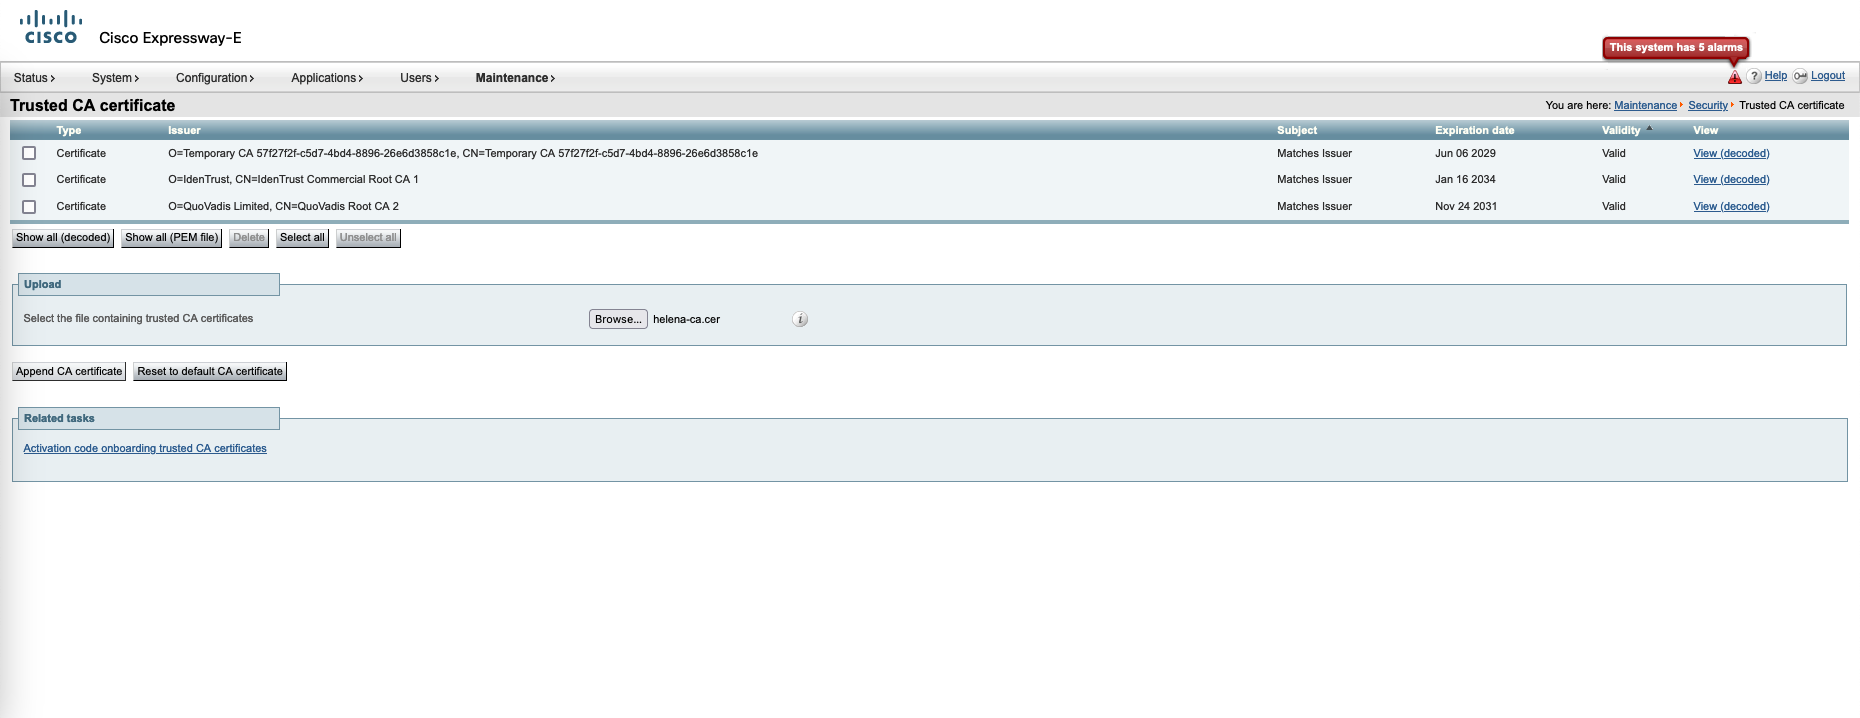 CISCO
Cisco Expressway-E
This system has 5 alarms
Status› System› Configuration› Applications› Users› Maintenance›
? Help Logout
Trusted CA certificate
You are here: Maintenance Security Trusted CA certificate
Type Issuer Subject Expiration date Validity View
Certificate O=Temporary CA 57f27f2f-c5d7-4bd4-8896-26e6d3858c1e, CN=Temporary CA 57f27f2f-c5d7-4bd4-8896-26e6d3858c1e Matches Issuer Jun 06 2029 Valid View (decoded)
Certificate O=IdenTrust, CN=IdenTrust Commercial Root CA 1 Matches Issuer Jan 16 2034 Valid View (decoded)
Certificate O=QuoVadis Limited, CN=QuoVadis Root CA 2 Matches Issuer Nov 24 2031 Valid View (decoded)
Show all (decoded) Show all (PEM file) Delete Select all Unselect all
Upload
Select the file containing trusted CA certificates Browse... helena-ca.cer i
Append CA certificate Reset to default CA certificate
Related tasks
Activation code onboarding trusted CA certificates